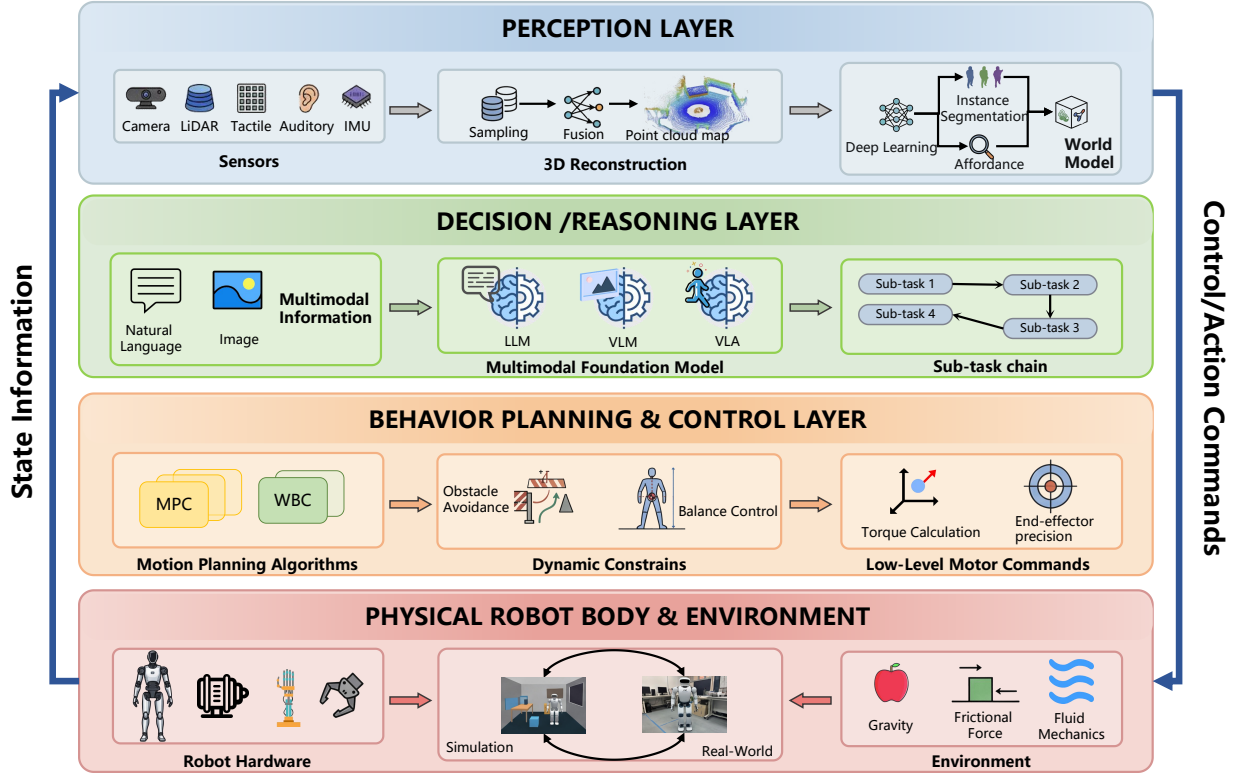 PERCEPTION LAYER
Camera
LiDAR
Tactile
Auditory
IMU
Sensors
Sampling
Fusion
Point cloud map
3D Reconstruction
Deep Learning
Instance
Segmentation
Affordance
World
Model
DECISION /REASONING LAYER
Natural
Language
Image
Multimodal
Information
LLM
VLM
VLA
Multimodal Foundation Model
Sub-task 1
Sub-task 2
Sub-task 4
Sub-task 3
Sub-task chain
BEHAVIOR PLANNING & CONTROL LAYER
MPC
WBC
Motion Planning Algorithms
Obstacle
Avoidance
Balance Control
Dynamic Constrains
Torque Calculation
End-effector
precision
Low-Level Motor Commands
PHYSICAL ROBOT BODY & ENVIRONMENT
Robot Hardware
Simulation
Real-World
Gravity
Frictional
Force
Fluid
Mechanics
Environment
State Information
Control/Action Commands